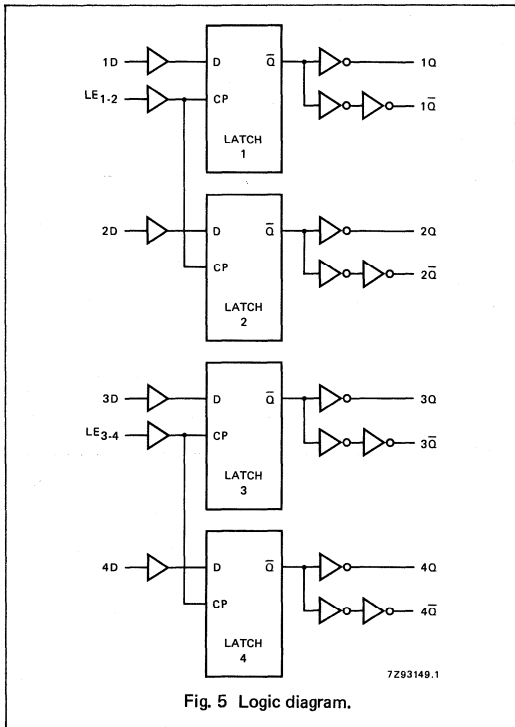 1D D Q̅ 1Q
LE1-2 CP 1Q̅
LATCH
1
2D D Q̅ 2Q
CP 2Q̅
LATCH
2
3D D Q̅ 3Q
LE3-4 CP 3Q̅
LATCH
3
4D D Q̅ 4Q
CP 4Q̅
LATCH
4
7Z93149.1
Fig. 5 Logic diagram.